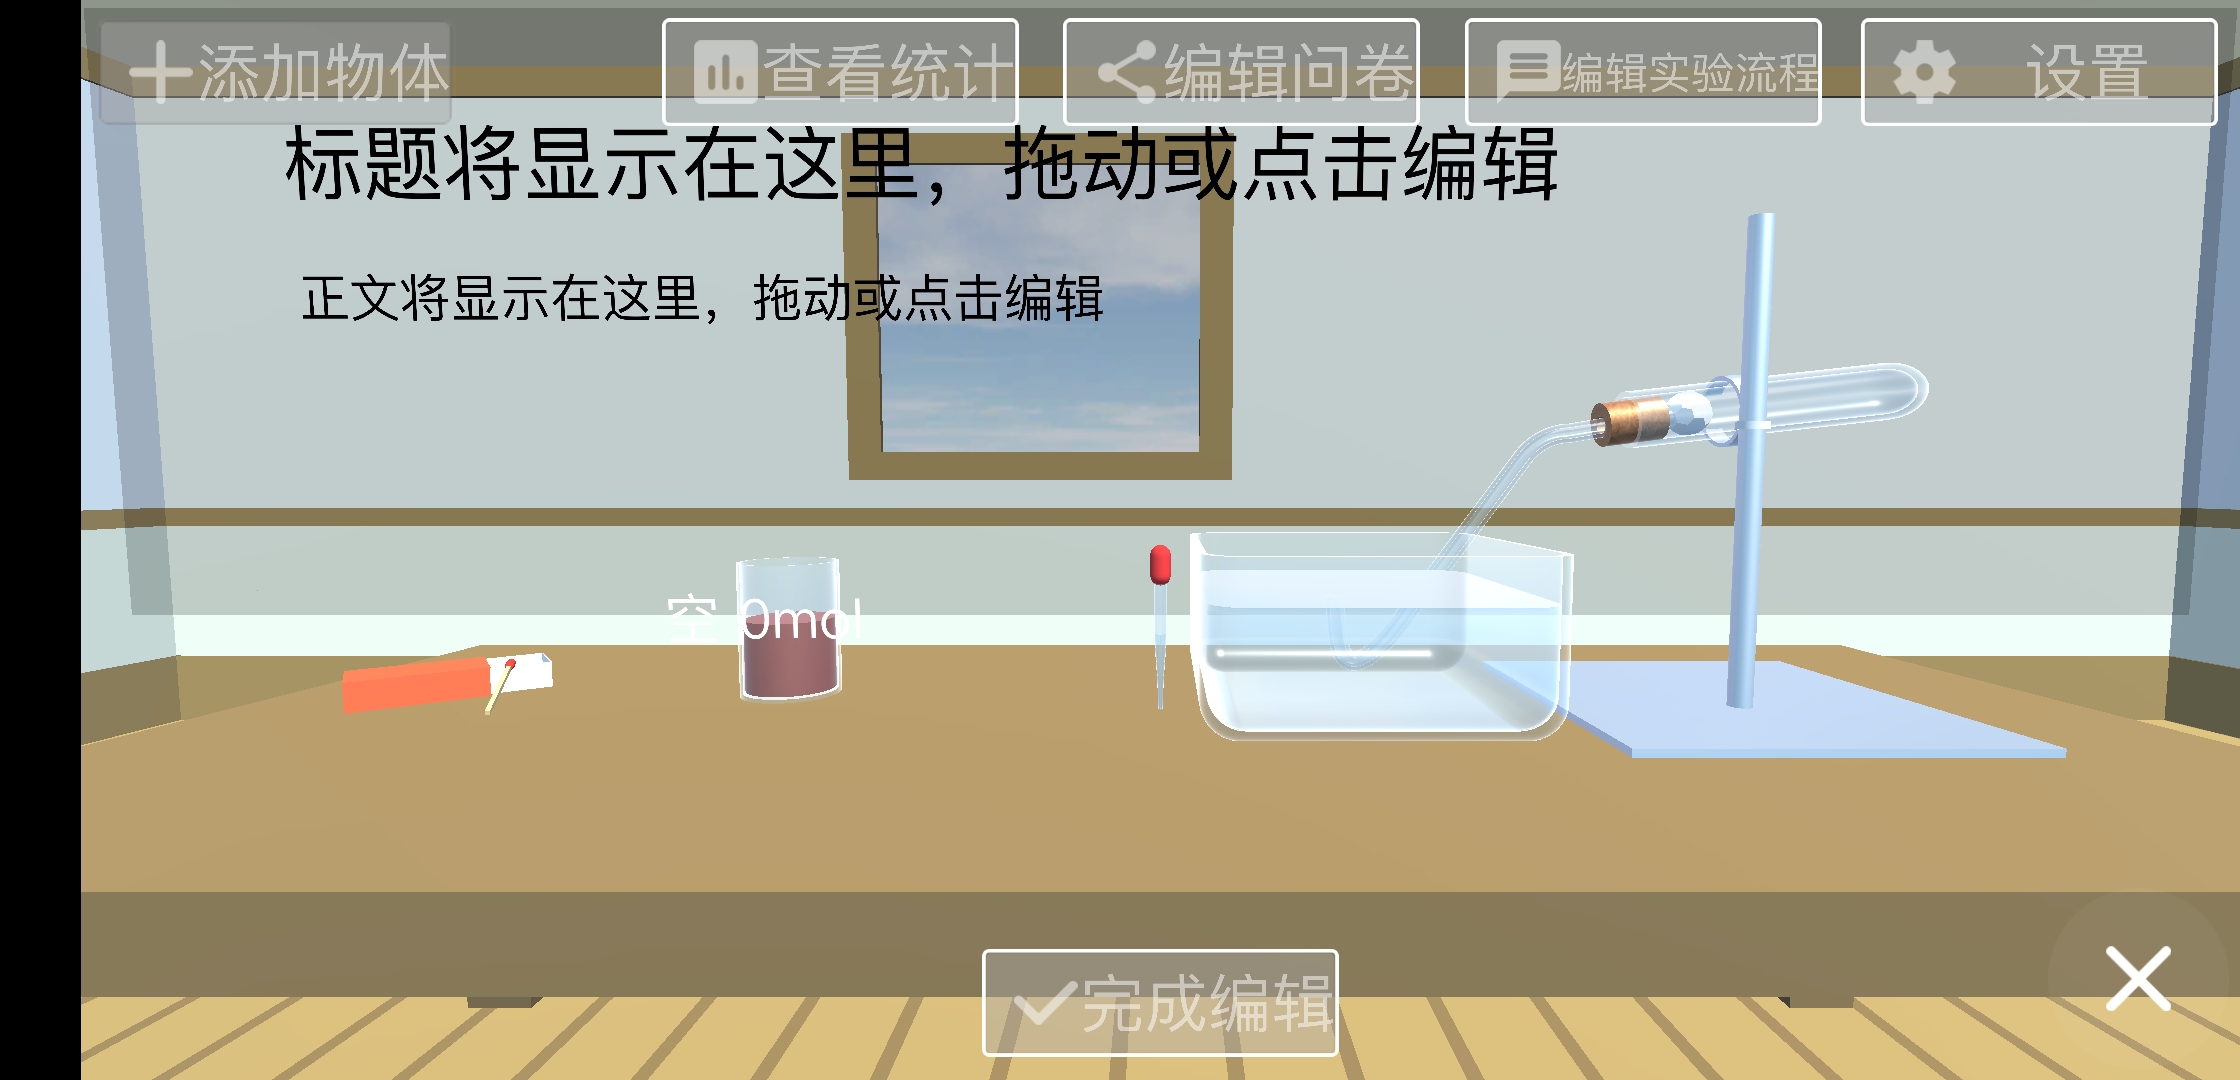 添加物体
查看统计
编辑问卷
编辑实验流程
设置
标题将显示在这里，拖动或点击编辑
正文将显示在这里，拖动或点击编辑
空 0mol
完成编辑